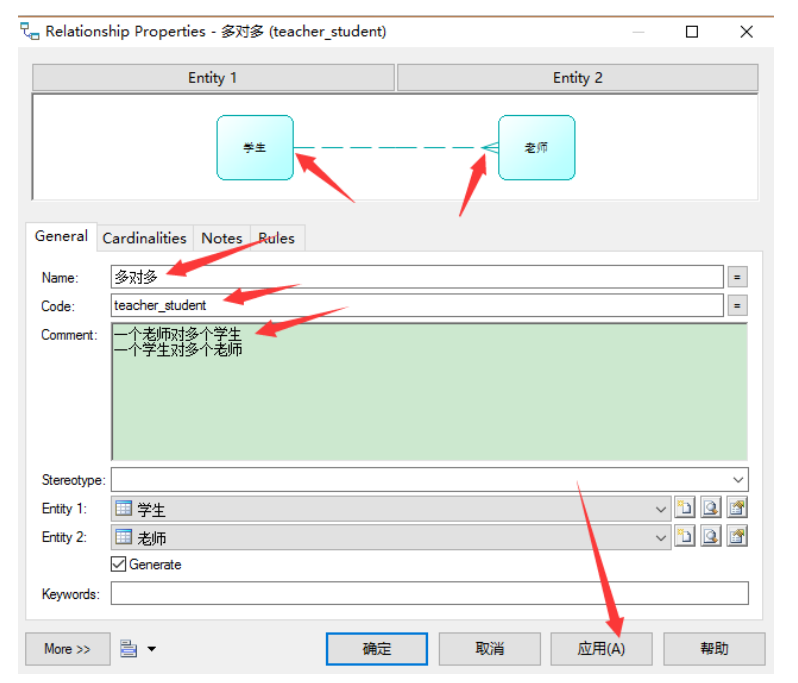 Relationship Properties - 多对多 (teacher_student)
Entity 1
Entity 2
学生
老师
General Cardinalities Notes Rules
Name: 多对多 =
Code: teacher_student =
Comment: 一个老师对多个学生
一个学生对多个老师
Stereotype:
Entity 1: 学生
Entity 2: 老师
Generate
Keywords:
More >> 确定 取消 应用(A) 帮助